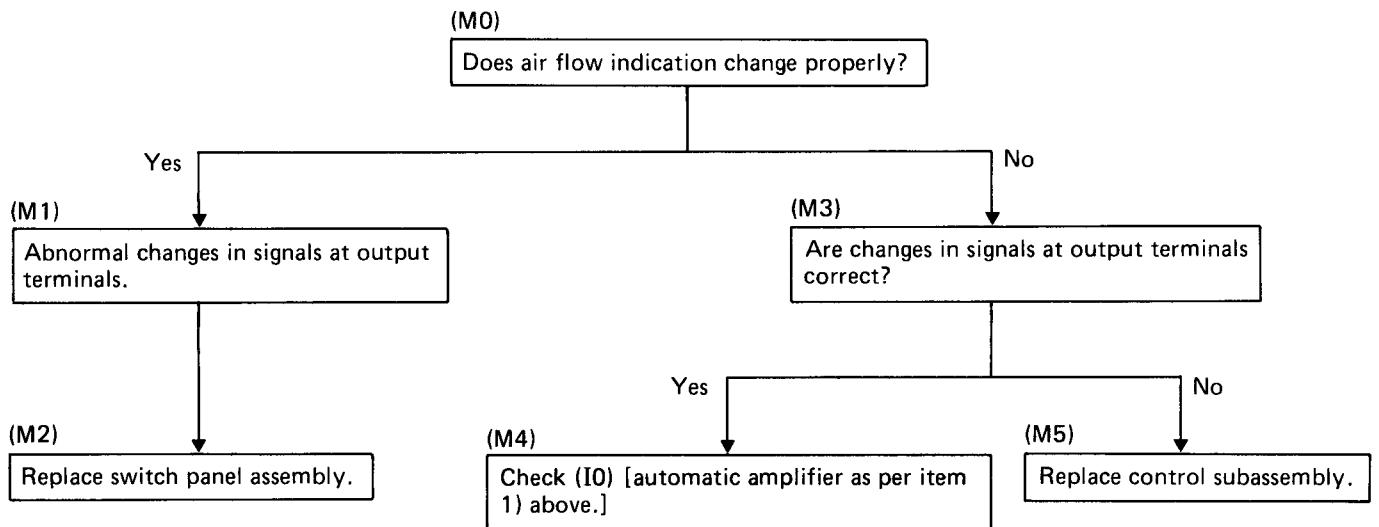 (M0)
Does air flow indication change properly?
Yes
No
(M1)
Abnormal changes in signals at output
terminals.
(M3)
Are changes in signals at output terminals
correct?
Yes
No
(M2)
Replace switch panel assembly.
(M4)
Check (I0) [automatic amplifier as per item
1) above.]
(M5)
Replace control subassembly.